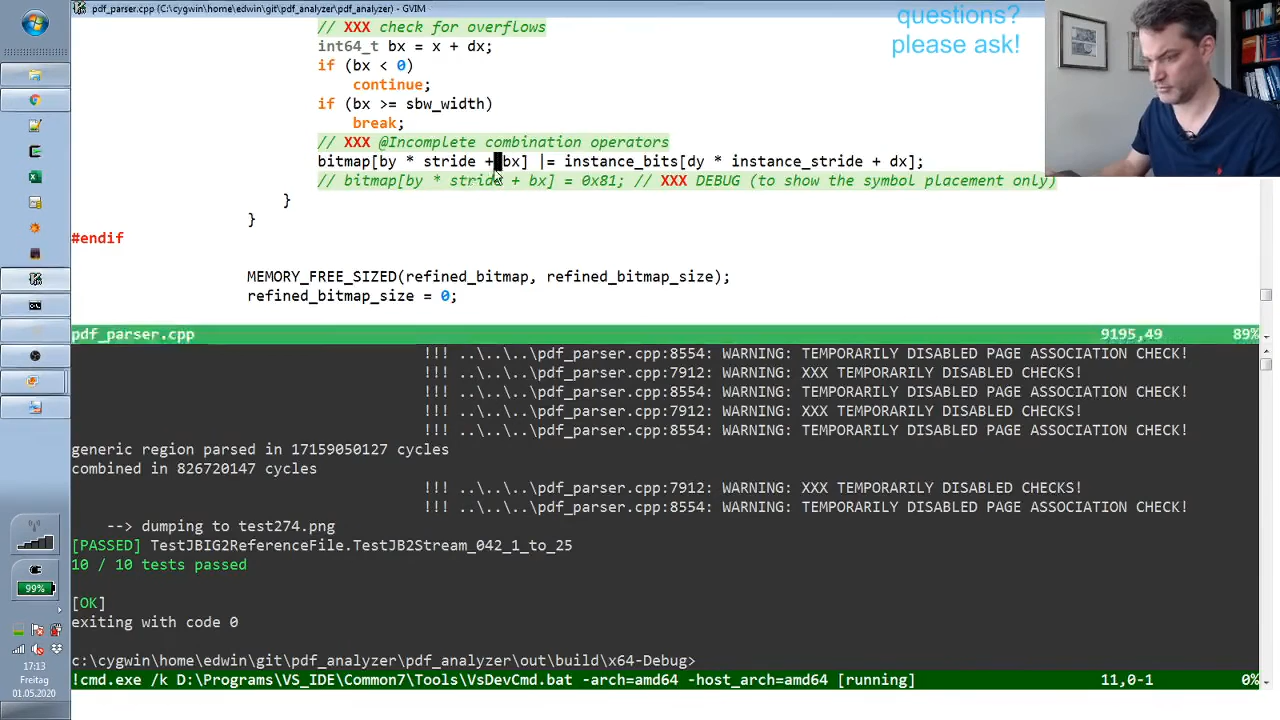 pdf_parser.cpp (C:\cygwin\home\edwin\git\pdf_analyzer\pdf_analyzer) - GVIM
questions?
please ask!
// XXX check for overflows
int64_t bx = x + dx;
if (bx < 0)
continue;
if (bx >= sbw_width)
break;
// XXX @Incomplete combination operators
bitmap[by * stride + bx] |= instance_bits[dy * instance_stride + dx];
// bitmap[by * stride + bx] = 0x81; // XXX DEBUG (to show the symbol placement only)
}
}
#endif
MEMORY_FREE_SIZED(refined_bitmap, refined_bitmap_size);
refined_bitmap_size = 0;
pdf_parser.cpp 9195,49 89%
!!! ..\..\..\pdf_parser.cpp:8554: WARNING: TEMPORARILY DISABLED PAGE ASSOCIATION CHECK!
!!! ..\..\..\pdf_parser.cpp:7912: WARNING: XXX TEMPORARILY DISABLED CHECKS!
!!! ..\..\..\pdf_parser.cpp:8554: WARNING: TEMPORARILY DISABLED PAGE ASSOCIATION CHECK!
!!! ..\..\..\pdf_parser.cpp:7912: WARNING: XXX TEMPORARILY DISABLED CHECKS!
!!! ..\..\..\pdf_parser.cpp:8554: WARNING: TEMPORARILY DISABLED PAGE ASSOCIATION CHECK!
generic region parsed in 17159050127 cycles
combined in 826720147 cycles
!!! ..\..\..\pdf_parser.cpp:7912: WARNING: XXX TEMPORARILY DISABLED CHECKS!
!!! ..\..\..\pdf_parser.cpp:8554: WARNING: TEMPORARILY DISABLED PAGE ASSOCIATION CHECK!
--> dumping to test274.png
[PASSED] TestJBIG2ReferenceFile.TestJB2Stream_042_1_to_25
10 / 10 tests passed
[OK]
exiting with code 0
c:\cygwin\home\edwin\git\pdf_analyzer\pdf_analyzer\out\build\x64-Debug>
!cmd.exe /k D:\Programs\VS_IDE\Common7\Tools\VsDevCmd.bat -arch=amd64 -host_arch=amd64 [running] 11,0-1 0%
99%
17:13
Freitag
01.05.2020